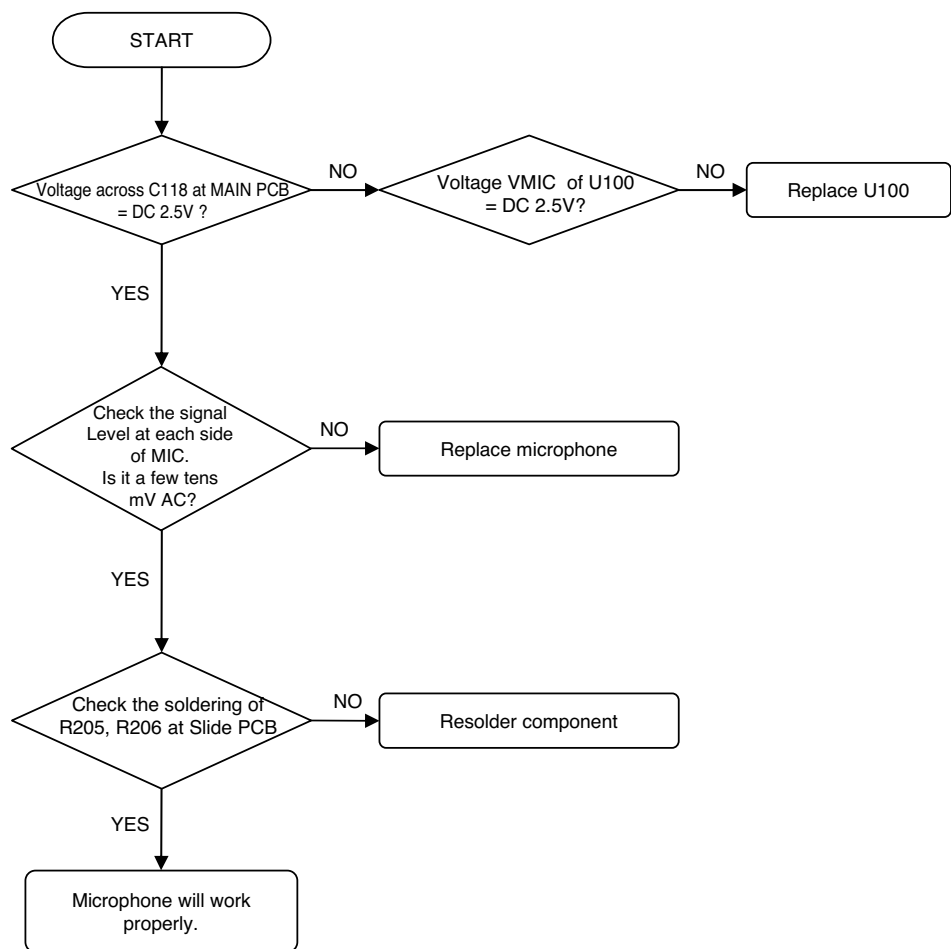 START
Voltage across C118 at MAIN PCB
= DC 2.5V ?
NO
Voltage VMIC of U100
= DC 2.5V?
NO
Replace U100
YES
Check the signal
Level at each side
of MIC.
Is it a few tens
mV AC?
NO
Replace microphone
YES
Check the soldering of
R205, R206 at Slide PCB
NO
Resolder component
YES
Microphone will work
properly.